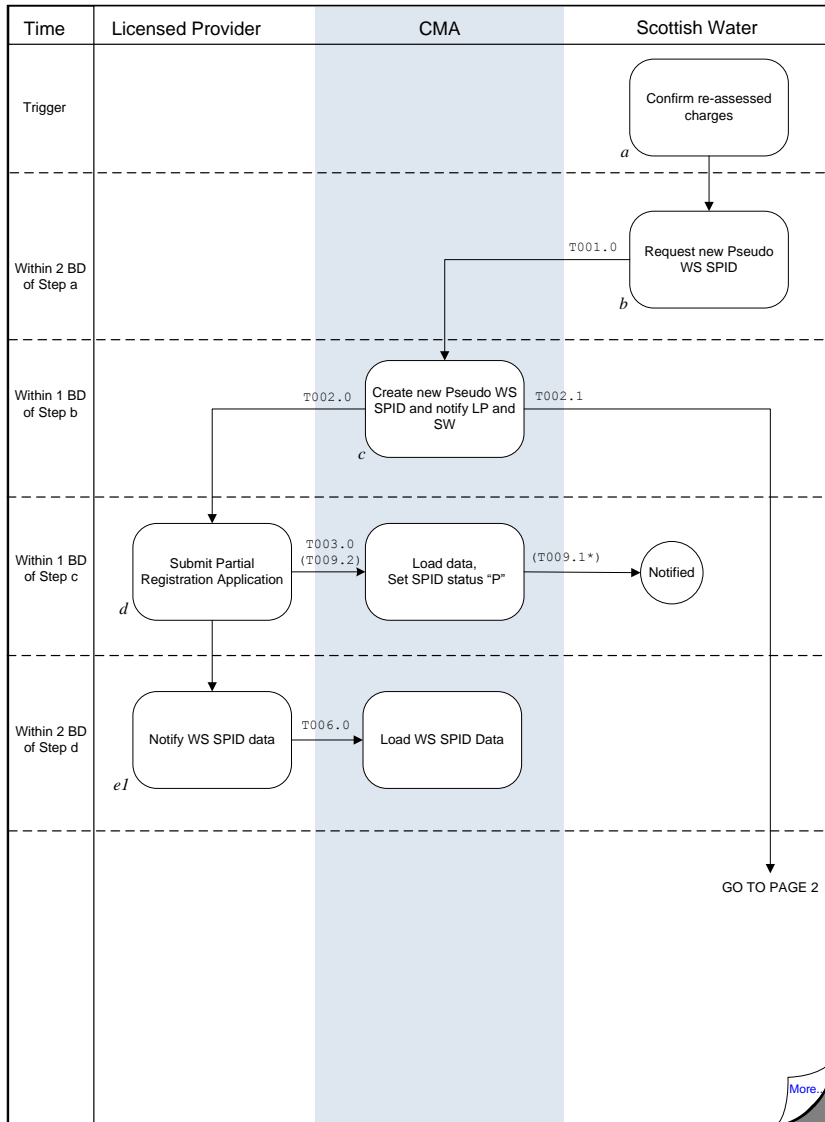 Time
Licensed Provider
CMA
Scottish Water
Trigger
Confirm re-assessed
charges
a
Within 2 BD
of Step a
T001.0
Request new Pseudo
WS SPID
b
Within 1 BD
of Step b
T002.0
Create new Pseudo WS
SPID and notify LP and
SW
T002.1
c
Within 1 BD
of Step c
Submit Partial
Registration Application
T003.0
(T009.2)
Load data,
Set SPID status “P”
(T009.1*)
Notified
d
Within 2 BD
of Step d
Notify WS SPID data
T006.0
Load WS SPID Data
e1
GO TO PAGE 2
More..